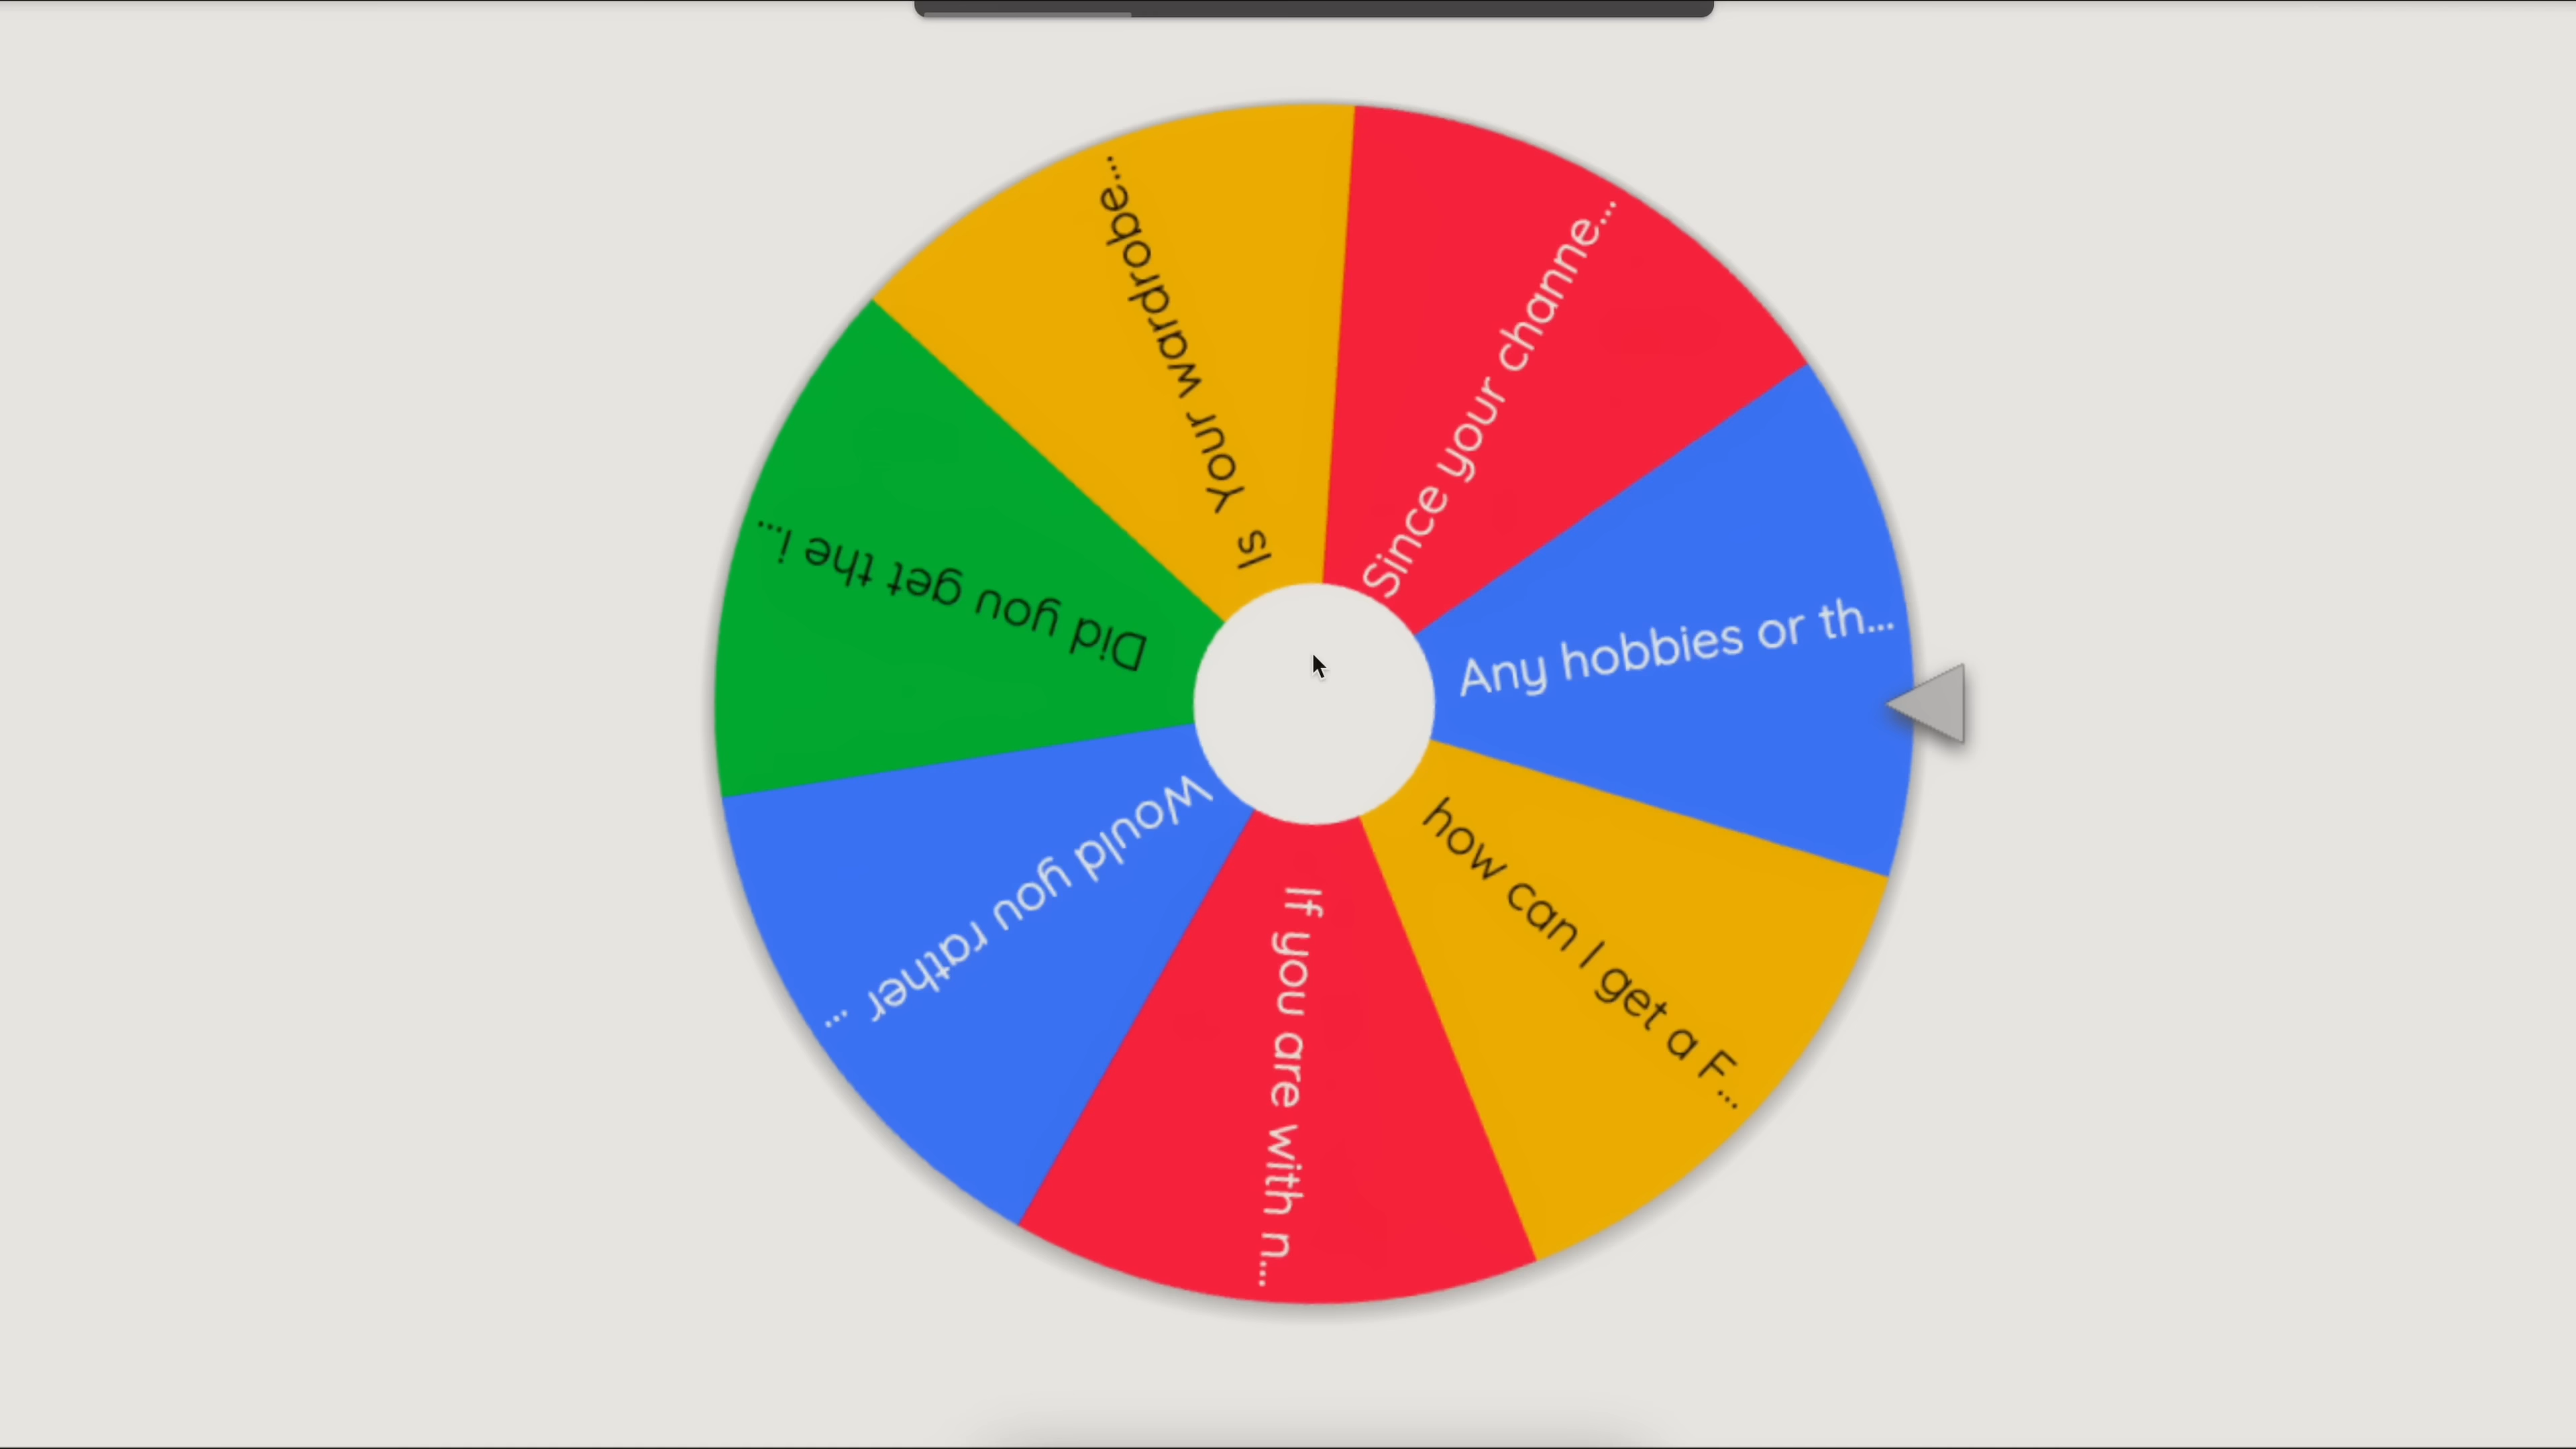 Is Your wardrobe...
Since your channe...
Any hobbies or th...
how can I get a F...
If you are with n...
Would you rather ...
Did you get the i...